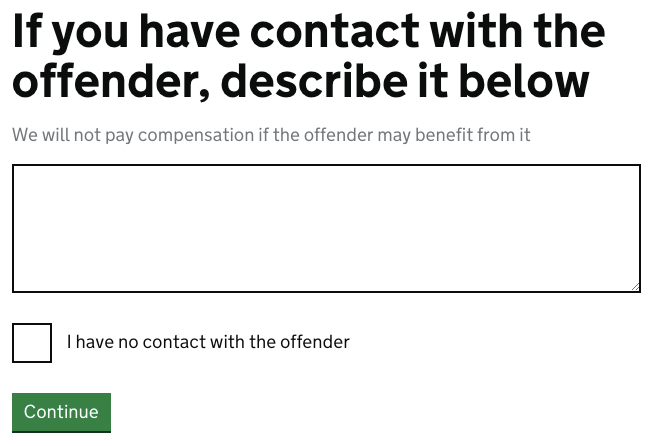 If you have contact with the
offender, describe it below
We will not pay compensation if the offender may benefit from it
I have no contact with the offender
Continue